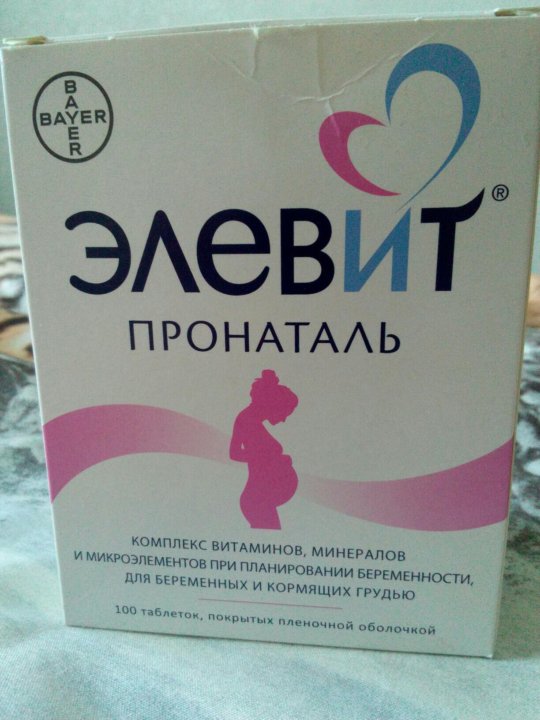 BAYER
BAYER
ЭЛЕВИТ®
ПРОНАТАЛЬ
КОМПЛЕКС ВИТАМИНОВ, МИНЕРАЛОВ
И МИКРОЭЛЕМЕНТОВ ПРИ ПЛАНИРОВАНИИ БЕРЕМЕННОСТИ,
ДЛЯ БЕРЕМЕННЫХ И КОРМЯЩИХ ГРУДЬЮ
100 таблеток, покрытых пленочной оболочкой